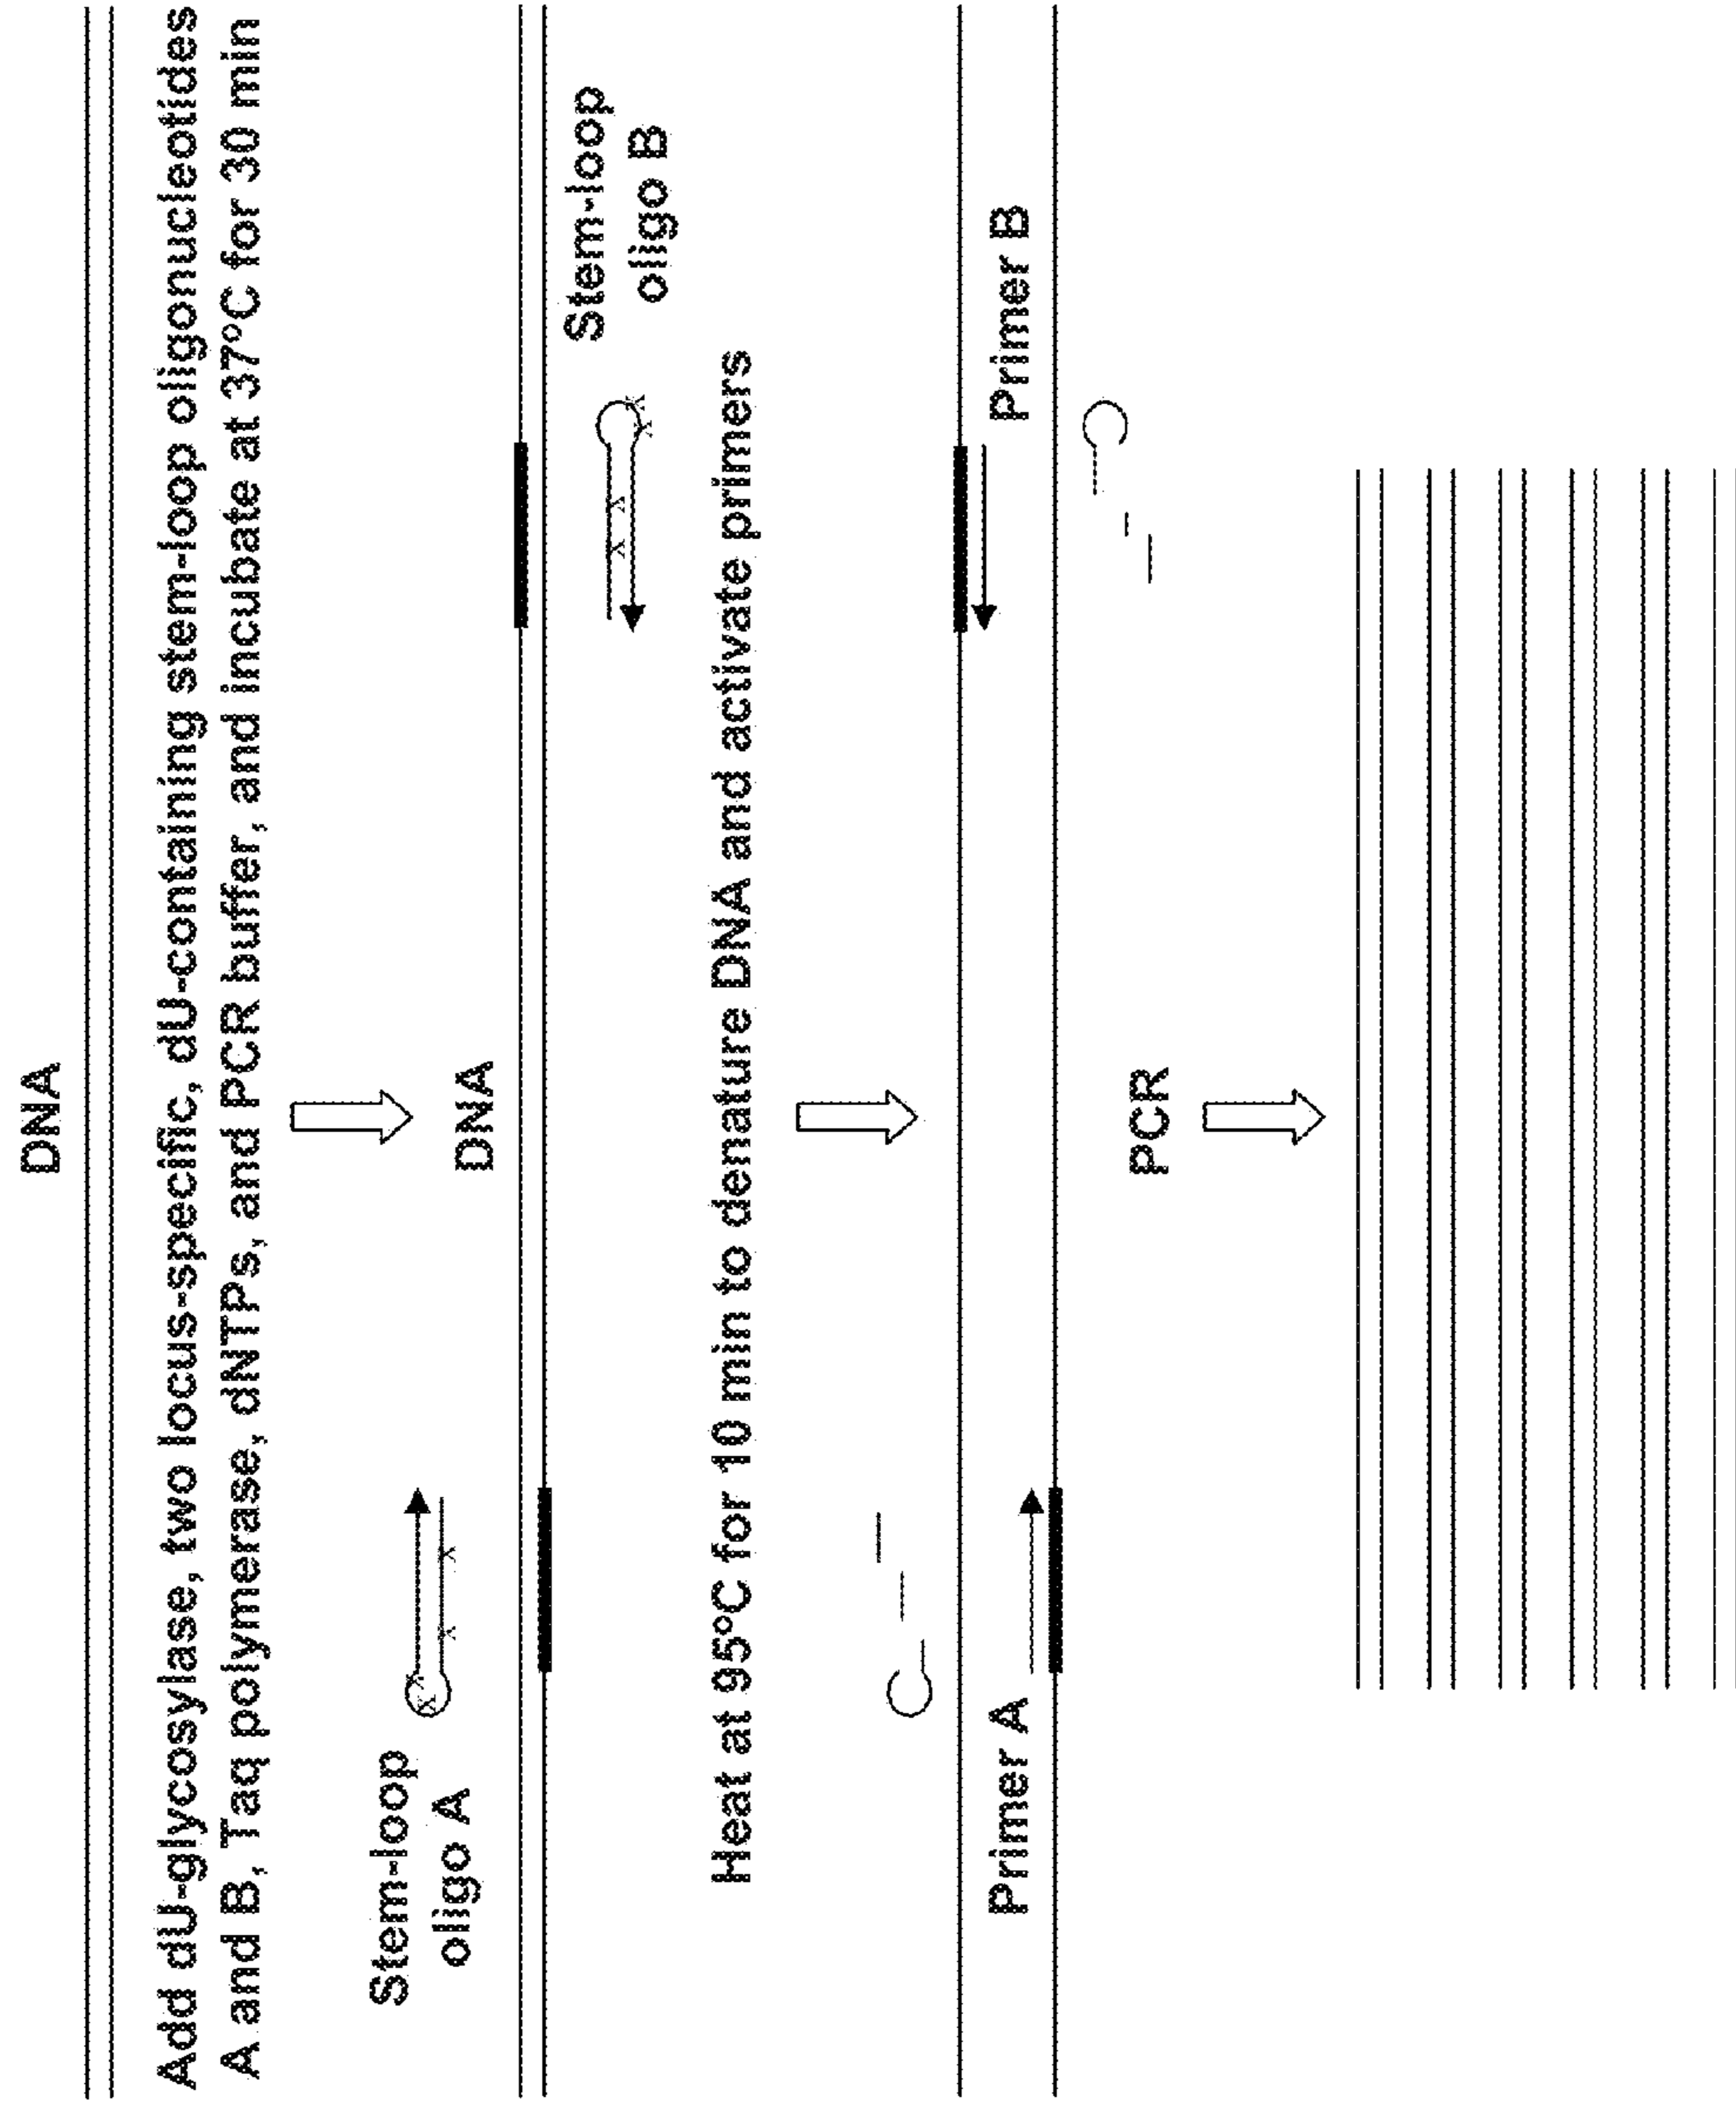 DNA
Add dU-glycosylase, two locus-specific, dU-containing stem-loop oligonucleotides
A and B, Taq polymerase, dNTPs, and PCR buffer, and incubate at 37°C for 30 min
Stem-loop
oligo A
DNA
Stem-loop
oligo B
Heat at 95°C for 10 min to denature DNA and activate primers
Primer A
Primer B
PCR